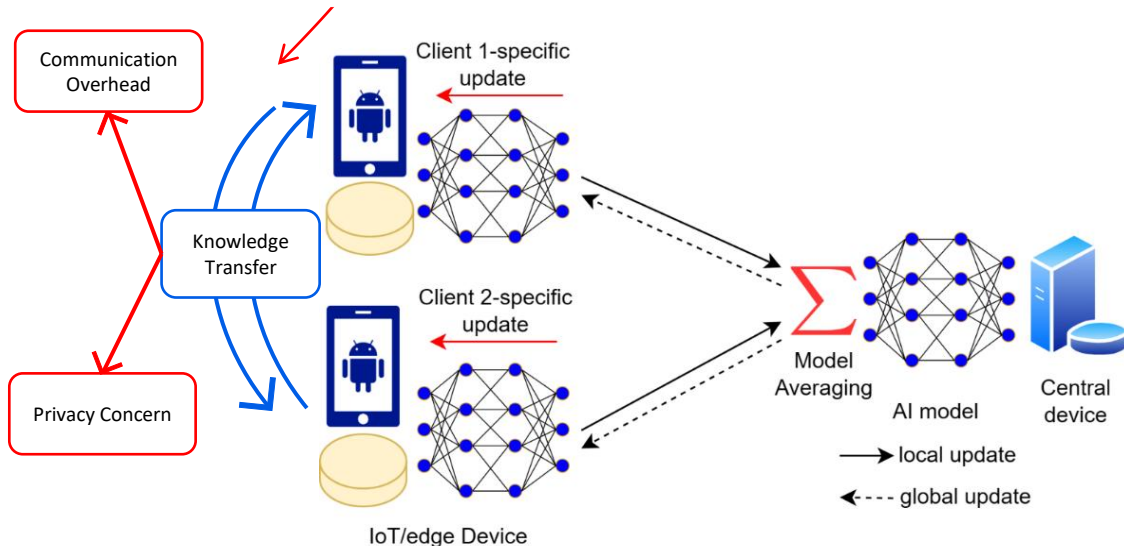 Communication
Overhead
Client 1-specific
update
Knowledge
Transfer
Client 2-specific
update
Privacy Concern
Model
Averaging
AI model
Central
device
local update
global update
IoT/edge Device